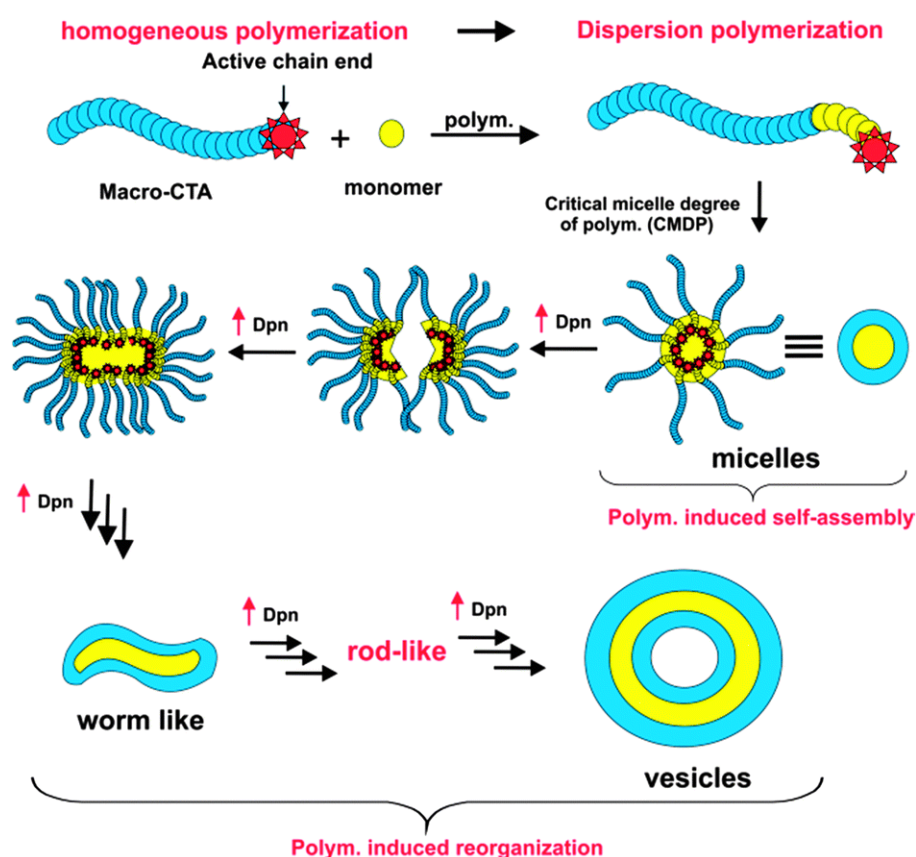 homogeneous polymerization
Dispersion polymerization
Active chain end
+
polym.
Macro-CTA
monomer
Critical micelle degree
of polym. (CMDP)
↑ Dpn
↑ Dpn
micelles
Polym. induced self-assembly
↑ Dpn
↑ Dpn
↑ Dpn
rod-like
worm like
vesicles
Polym. induced reorganization